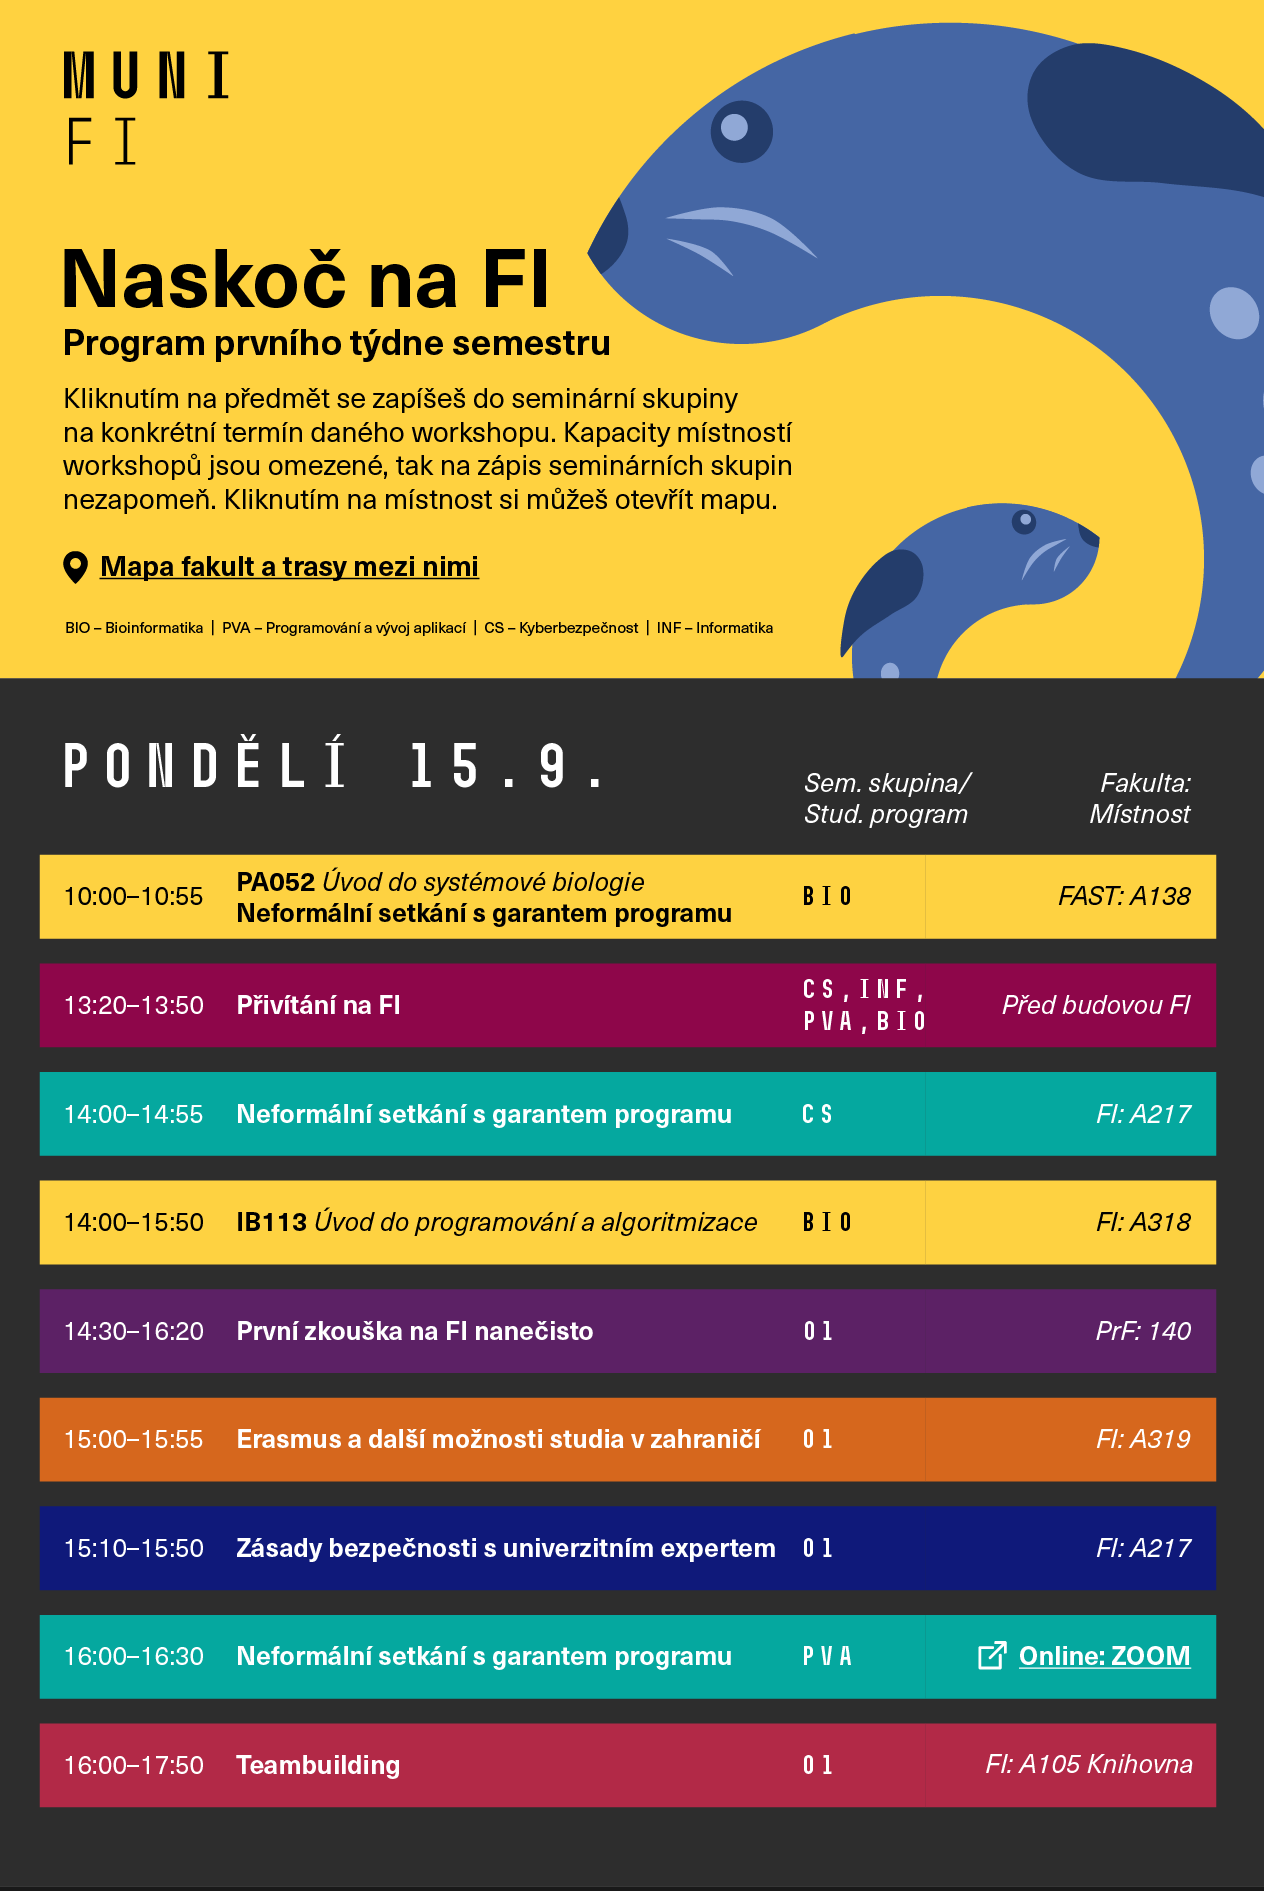 MUNI
FI
Naskoč na FI
Program prvního týdne semestru
Kliknutím na předmět se zapíšeš do seminární skupiny
na konkrétní termín daného workshopu. Kapacity místností
workshopů jsou omezené, tak na zápis seminárních skupin
nezapomeň. Kliknutím na místnost si můžeš otevřít mapu.
Mapa fakult a trasy mezi nimi
BIO – Bioinformatika | PVA – Programování a vývoj aplikací | CS – Kyberbezpečnost | INF – Informatika
PONDĚLÍ 15.9.
Sem. skupina/
Stud. program
Fakulta:
Místnost
10:00–10:55
PA052 Úvod do systémové biologie
Neformální setkání s garantem programu
BIO
FAST: A138
13:20–13:50
Přivítání na FI
CS,INF,
PVA,BIO
Před budovou FI
14:00–14:55
Neformální setkání s garantem programu
CS
FI: A217
14:00–15:50
IB113 Úvod do programování a algoritmizace
BIO
FI: A318
14:30–16:20
První zkouška na FI nanečisto
01
PrF: 140
15:00–15:55
Erasmus a další možnosti studia v zahraničí
01
FI: A319
15:10–15:50
Zásady bezpečnosti s univerzitním expertem
01
FI: A217
16:00–16:30
Neformální setkání s garantem programu
PVA
Online: ZOOM
16:00–17:50
Teambuilding
01
FI: A105 Knihovna